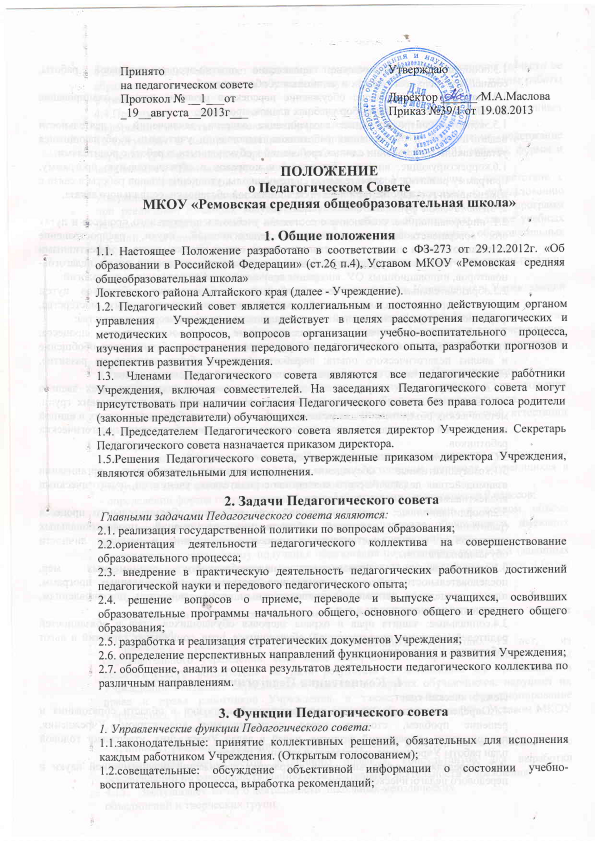 Принято
на педагогическом совете
Протокол № __1__ от
_19__августа__2013г__
Утверждаю
Директор М.А.Маслова
Приказ №39/1 от 19.08.2013
Для документов
ПОЛОЖЕНИЕ
о Педагогическом Совете
МКОУ «Ремовская средняя общеобразовательная школа»
1. Общие положения
1.1. Настоящее Положение разработано в соответствии с ФЗ-273 от 29.12.2012г. «Об
образовании в Российской Федерации» (ст.26 п.4), Уставом МКОУ «Ремовская средняя
общеобразовательная школа»
Локтевского района Алтайского края (далее - Учреждение).
1.2. Педагогический совет является коллегиальным и постоянно действующим органом
управления Учреждением и действует в целях рассмотрения педагогических и
методических вопросов, вопросов организации учебно-воспитательного процесса,
изучения и распространения передового педагогического опыта, разработки прогнозов и
перспектив развития Учреждения.
1.3. Членами Педагогического совета являются все педагогические работники
Учреждения, включая совместителей. На заседаниях Педагогического совета могут
присутствовать при наличии согласия Педагогического совета без права голоса родители
(законные представители) обучающихся.
1.4. Председателем Педагогического совета является директор Учреждения. Секретарь
Педагогического совета назначается приказом директора.
1.5.Решения Педагогического совета, утвержденные приказом директора Учреждения,
являются обязательными для исполнения.
2. Задачи Педагогического совета
Главными задачами Педагогического совета являются:
2.1. реализация государственной политики по вопросам образования;
2.2.ориентация деятельности педагогического коллектива на совершенствование
образовательного процесса;
2.3. внедрение в практическую деятельность педагогических работников достижений
педагогической науки и передового педагогического опыта;
2.4. решение вопросов о приеме, переводе и выпуске учащихся, освоивших
образовательные программы начального общего, основного общего и среднего общего
образования;
2.5. разработка и реализация стратегических документов Учреждения;
2.6. определение перспективных направлений функционирования и развития Учреждения;
2.7. обобщение, анализ и оценка результатов деятельности педагогического коллектива по
различным направлениям.
3. Функции Педагогического совета
1. Управленческие функции Педагогического совета:
1.1.законодательные: принятие коллективных решений, обязательных для исполнения
каждым работником Учреждения. (Открытым голосованием);
1.2.совещательные: обсуждение объективной информации о состоянии учебно-
воспитательного процесса, выработка рекомендаций;